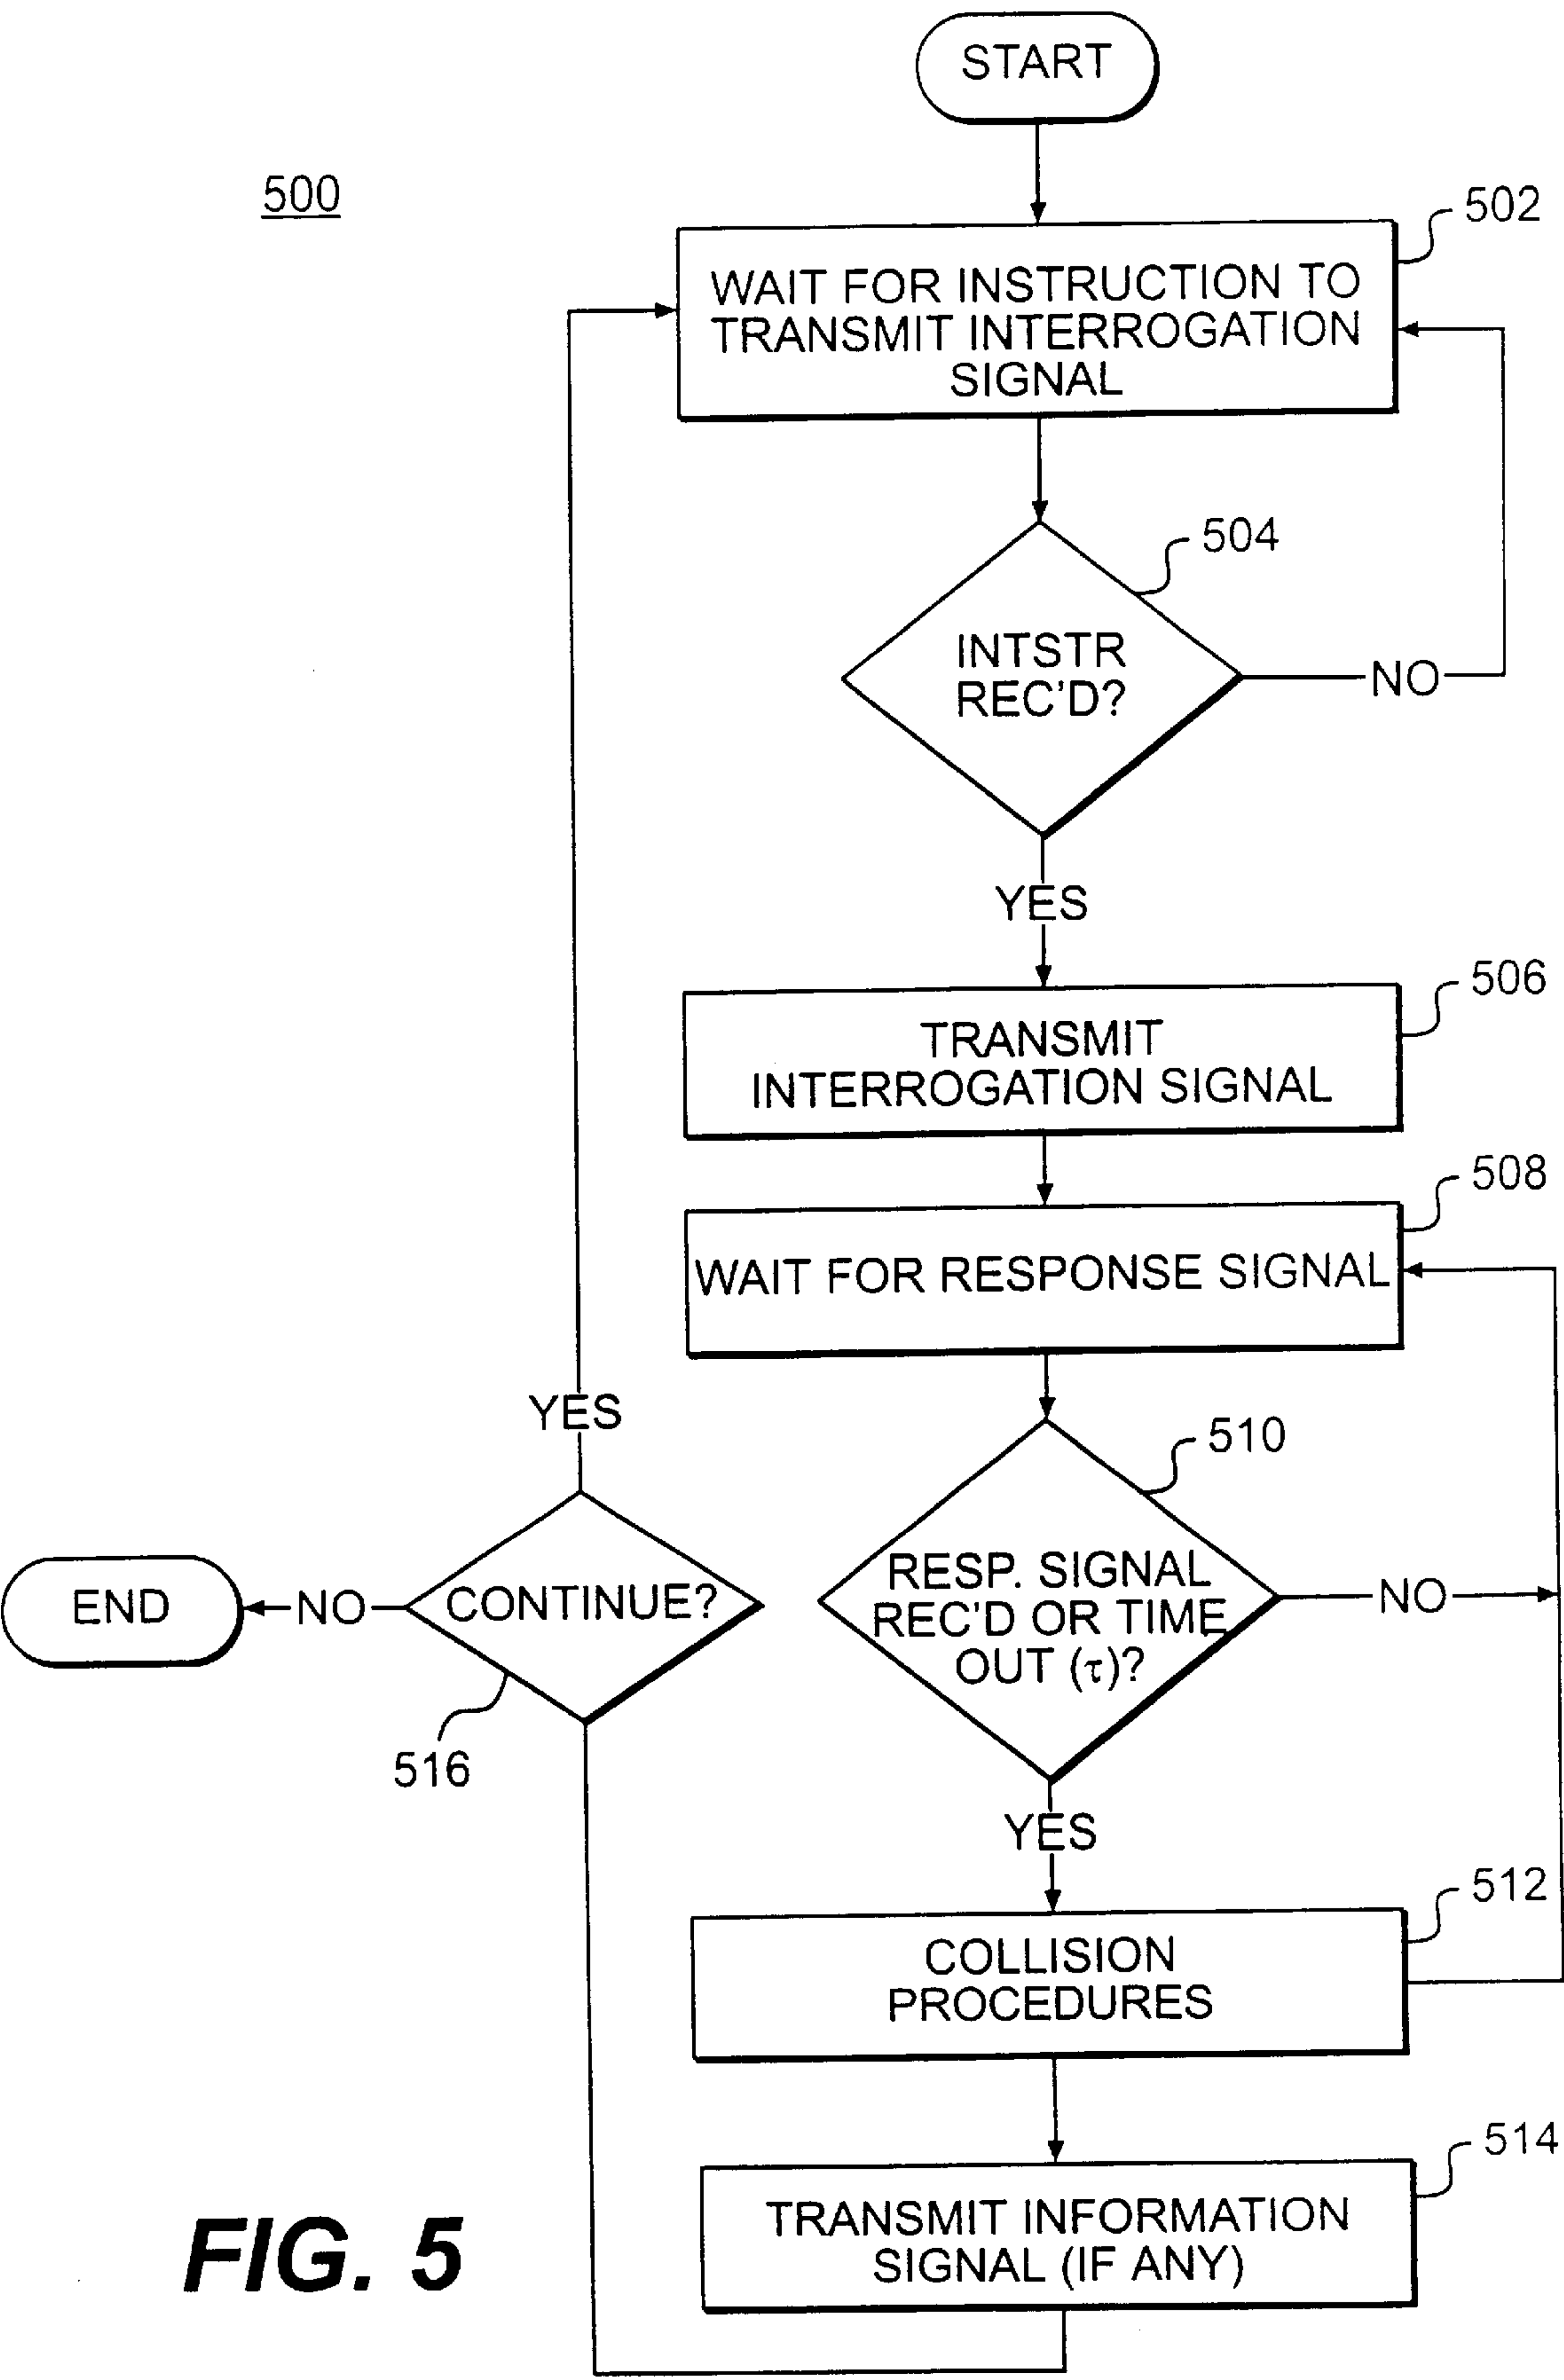 START
500
502
WAIT FOR INSTRUCTION TO
TRANSMIT INTERROGATION
SIGNAL
504
INTSTR
REC'D?
NO
YES
506
TRANSMIT
INTERROGATION SIGNAL
508
WAIT FOR RESPONSE SIGNAL
YES
510
RESP. SIGNAL
REC'D OR TIME
OUT (τ)?
NO
END
NO
CONTINUE?
516
YES
512
COLLISION
PROCEDURES
514
TRANSMIT INFORMATION
SIGNAL (IF ANY)
FIG. 5